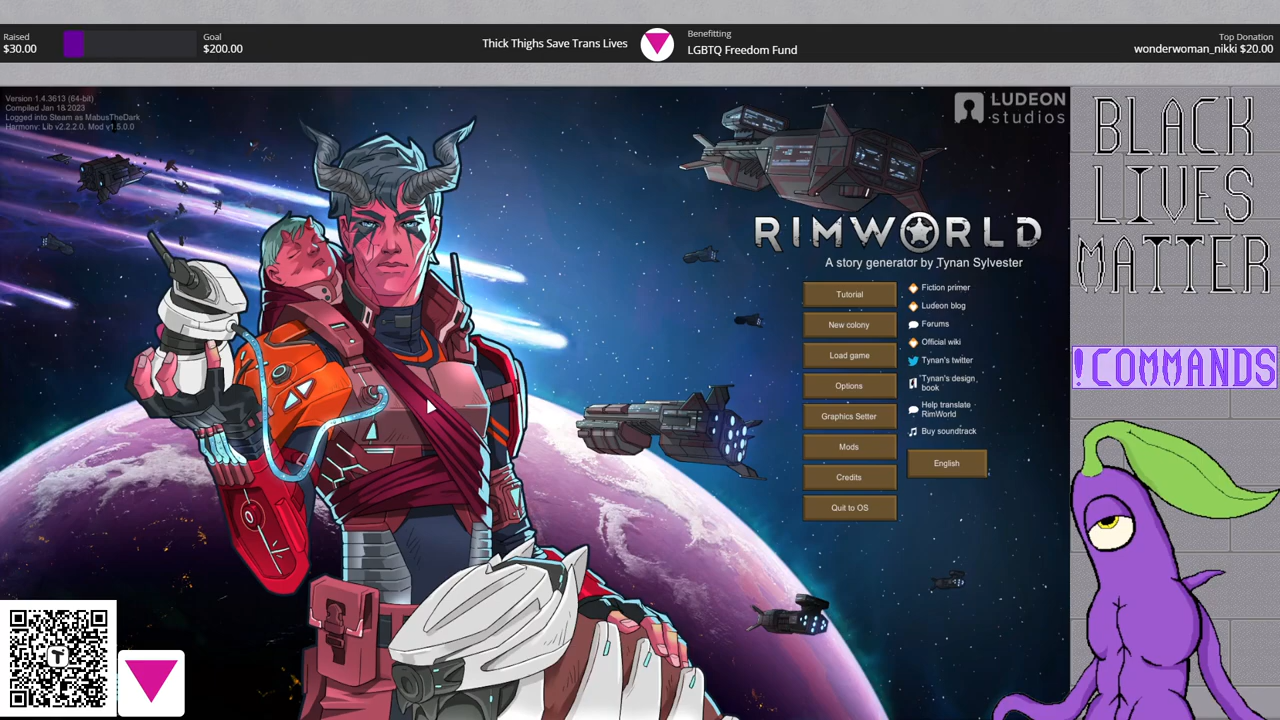 Raised
$30.00
Goal
$200.00
Thick Thighs Save Trans Lives
Benefitting
LGBTQ Freedom Fund
Top Donation
wonderwoman_nikki $20.00
Version 1.4.3613 (64-bit)
Compiled Jan 18 2023
Logged into Steam as MabusTheDark
Harmony: Lib v2.2.2.0, Mod v1.5.0.0
LUDEON
studios
RIMWORLD
A story generator by Tynan Sylvester
Tutorial
New colony
Load game
Options
Graphics Setter
Mods
Credits
Quit to OS
Fiction primer
Ludeon blog
Forums
Official wiki
Tynan's twitter
Tynan's design
book
Help translate
RimWorld
Buy soundtrack
English
BLACK
LIVES
MATTER
!COMMANDS
T